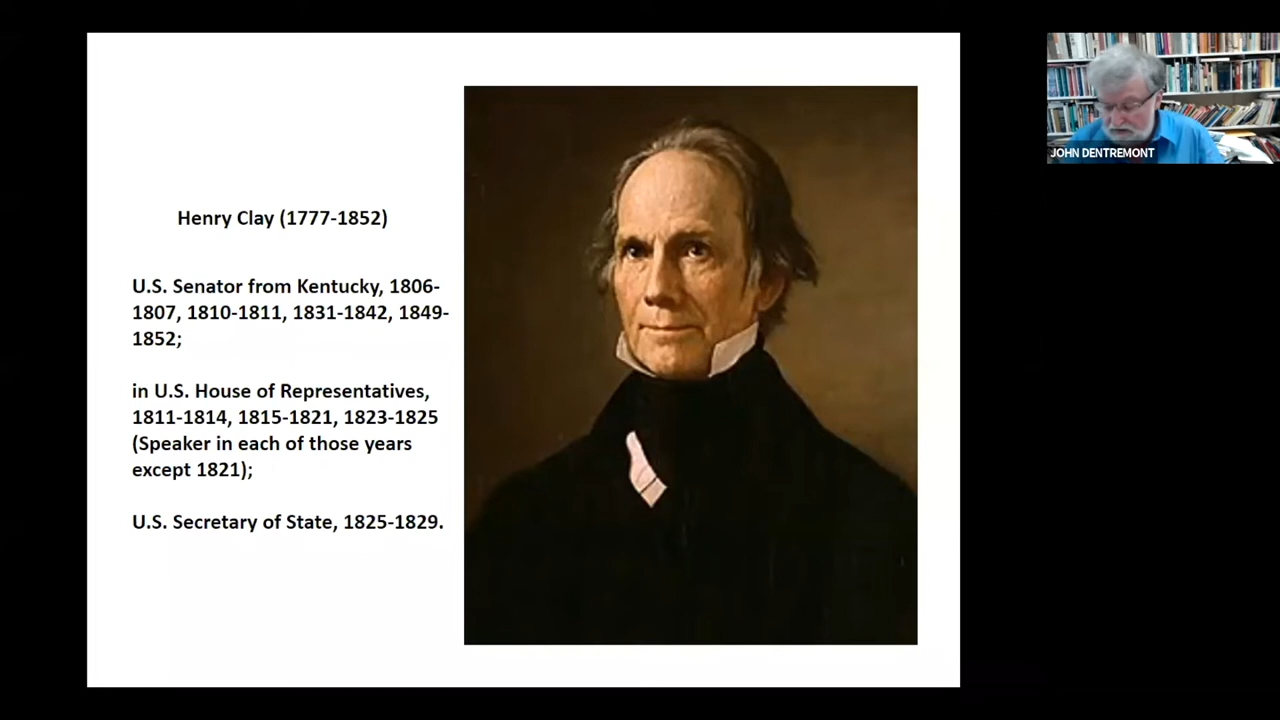 Henry Clay (1777-1852)
U.S. Senator from Kentucky, 1806-
1807, 1810-1811, 1831-1842, 1849-
1852;
in U.S. House of Representatives,
1811-1814, 1815-1821, 1823-1825
(Speaker in each of those years
except 1821);
U.S. Secretary of State, 1825-1829.
JOHN DENTREMONT